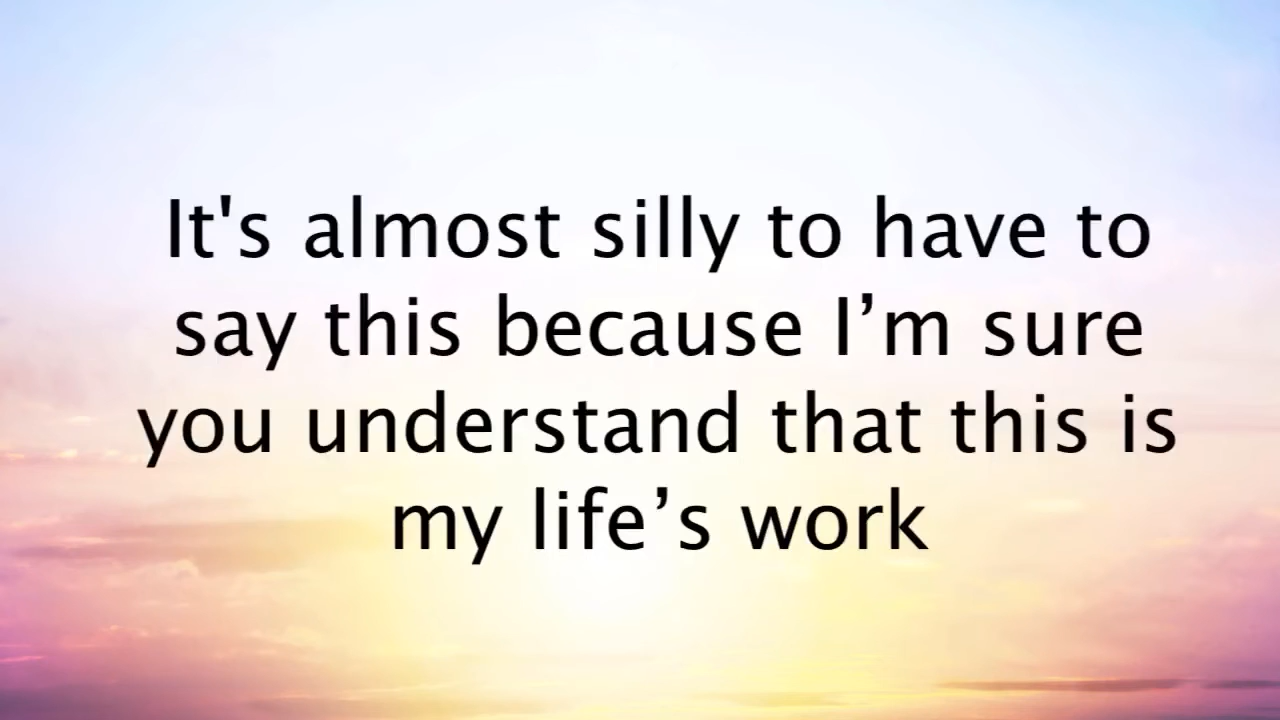 It's almost silly to have to
say this because I’m sure
you understand that this is
my life’s work